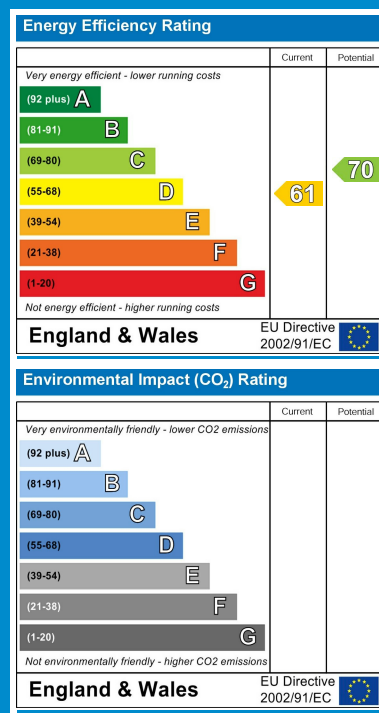 Energy Efficiency Rating
Current Potential
Very energy efficient - lower running costs
(92 plus) A
(81-91) B
(69-80) C
70
(55-68) D
61
(39-54) E
(21-38) F
(1-20) G
Not energy efficient - higher running costs
England & Wales
EU Directive
2002/91/EC
Environmental Impact (CO₂) Rating
Current Potential
Very environmentally friendly - lower CO2 emissions
(92 plus) A
(81-91) B
(69-80) C
(55-68) D
(39-54) E
(21-38) F
(1-20) G
Not environmentally friendly - higher CO2 emissions
England & Wales
EU Directive
2002/91/EC